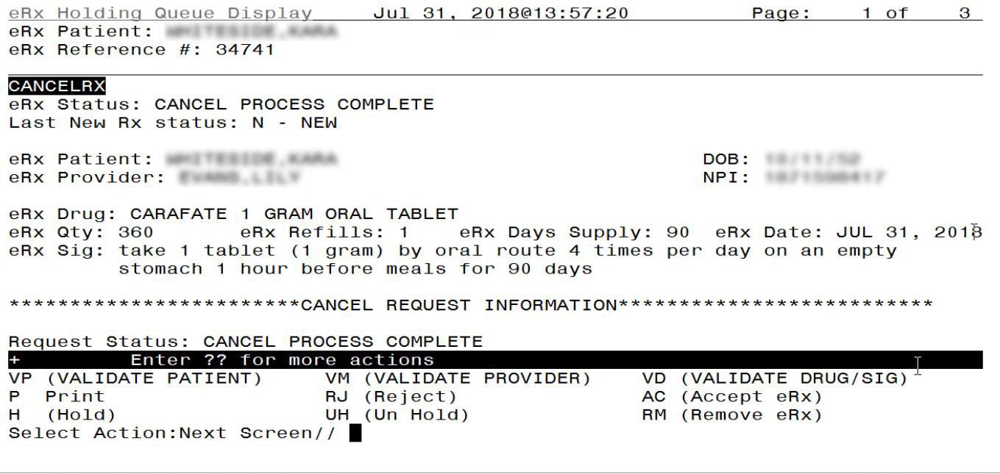 eRx Holding Queue Display Jul 31, 2018@13:57:20 Page: 1 of 3
eRx Patient:
eRx Reference #: 34741
CANCELRX
eRx Status: CANCEL PROCESS COMPLETE
Last New Rx status: N - NEW
eRx Patient: DOB:
eRx Provider: NPI:
eRx Drug: CARAFATE 1 GRAM ORAL TABLET
eRx Qty: 360 eRx Refills: 1 eRx Days Supply: 90 eRx Date: JUL 31, 2018
eRx Sig: take 1 tablet (1 gram) by oral route 4 times per day on an empty
stomach 1 hour before meals for 90 days
************************CANCEL REQUEST INFORMATION**************************
Request Status: CANCEL PROCESS COMPLETE
+ Enter ?? for more actions
VP (VALIDATE PATIENT) VM (VALIDATE PROVIDER) VD (VALIDATE DRUG/SIG)
P Print RJ (Reject) AC (Accept eRx)
H (Hold) UH (Un Hold) RM (Remove eRx)
Select Action:Next Screen//